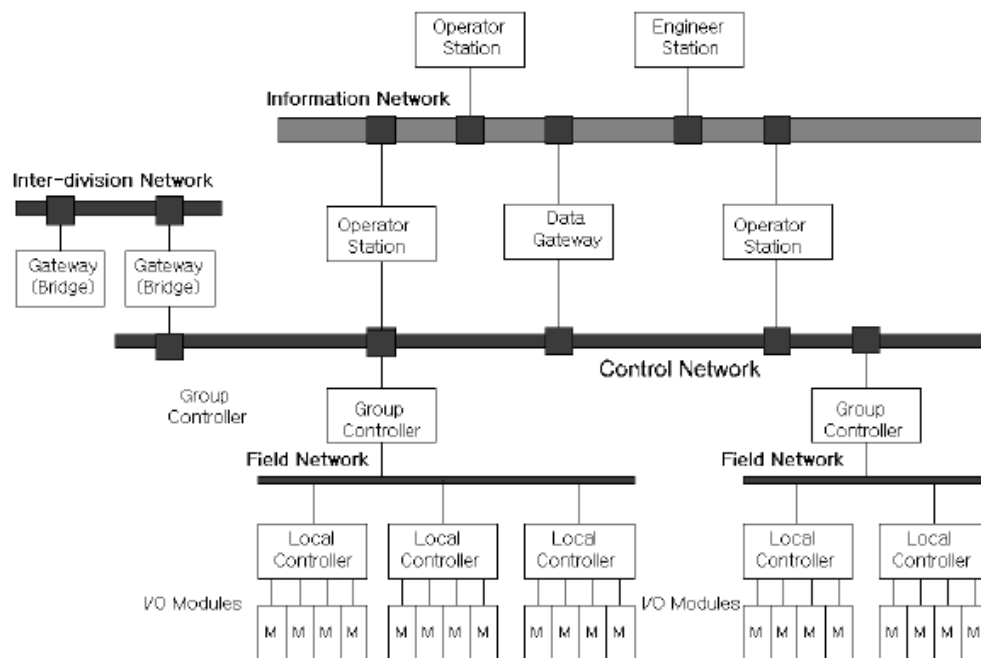 Operator
Station
Engineer
Station
Information Network
Inter-division Network
Operator
Station
Data
Gateway
Operator
Station
Gateway
(Bridge)
Gateway
(Bridge)
Control Network
Group
Controller
Group
Controller
Group
Controller
Field Network
Field Network
Local
Controller
Local
Controller
Local
Controller
Local
Controller
Local
Controller
I/O Modules
I/O Modules
M M M M
M M M M
M M M M
M M M M
M M M M